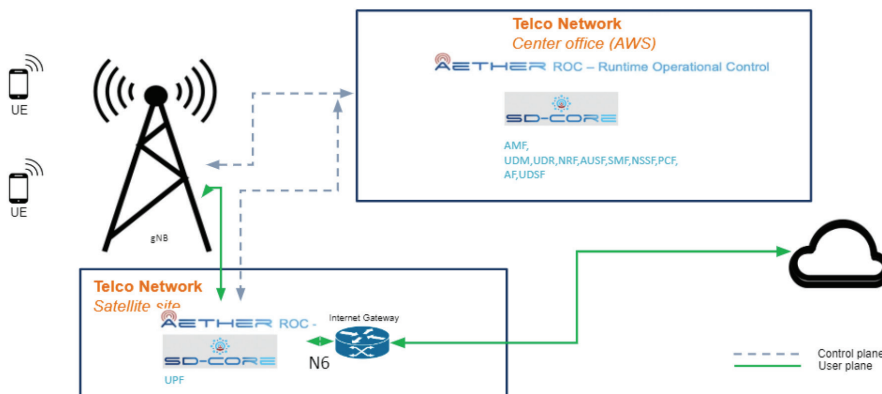 Telco Network
Center office (AWS)
AETHER ROC – Runtime Operational Control
SD-CORE
AMF,
UDM,UDR,NRF,AUSF,SMF,NSSF,PCF,
AF,UDSF
UE
UE
gNB
Telco Network
Satellite site
AETHER ROC -
Internet Gateway
SD-CORE
N6
UPF
Control plane
User plane